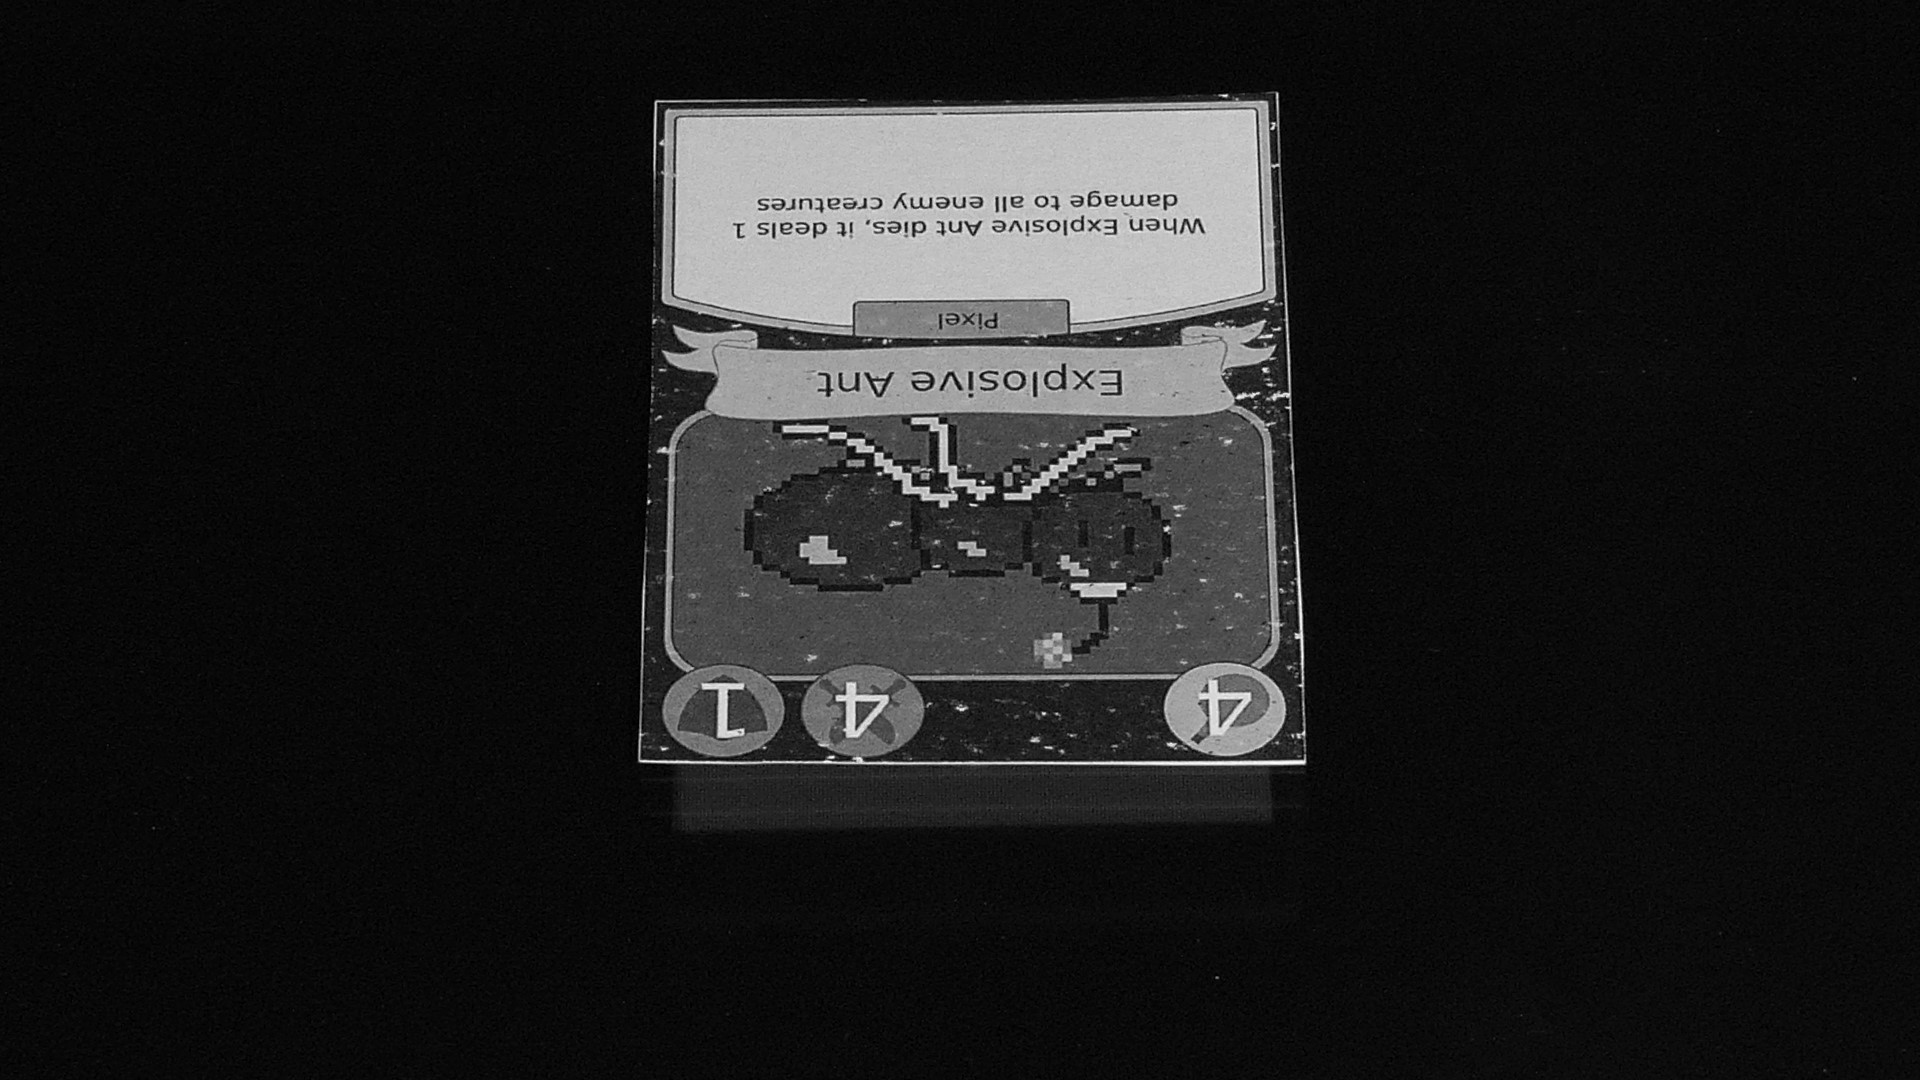 4 4 1
Explosive Ant
Pixel
When Explosive Ant dies, it deals 1
damage to all enemy creatures